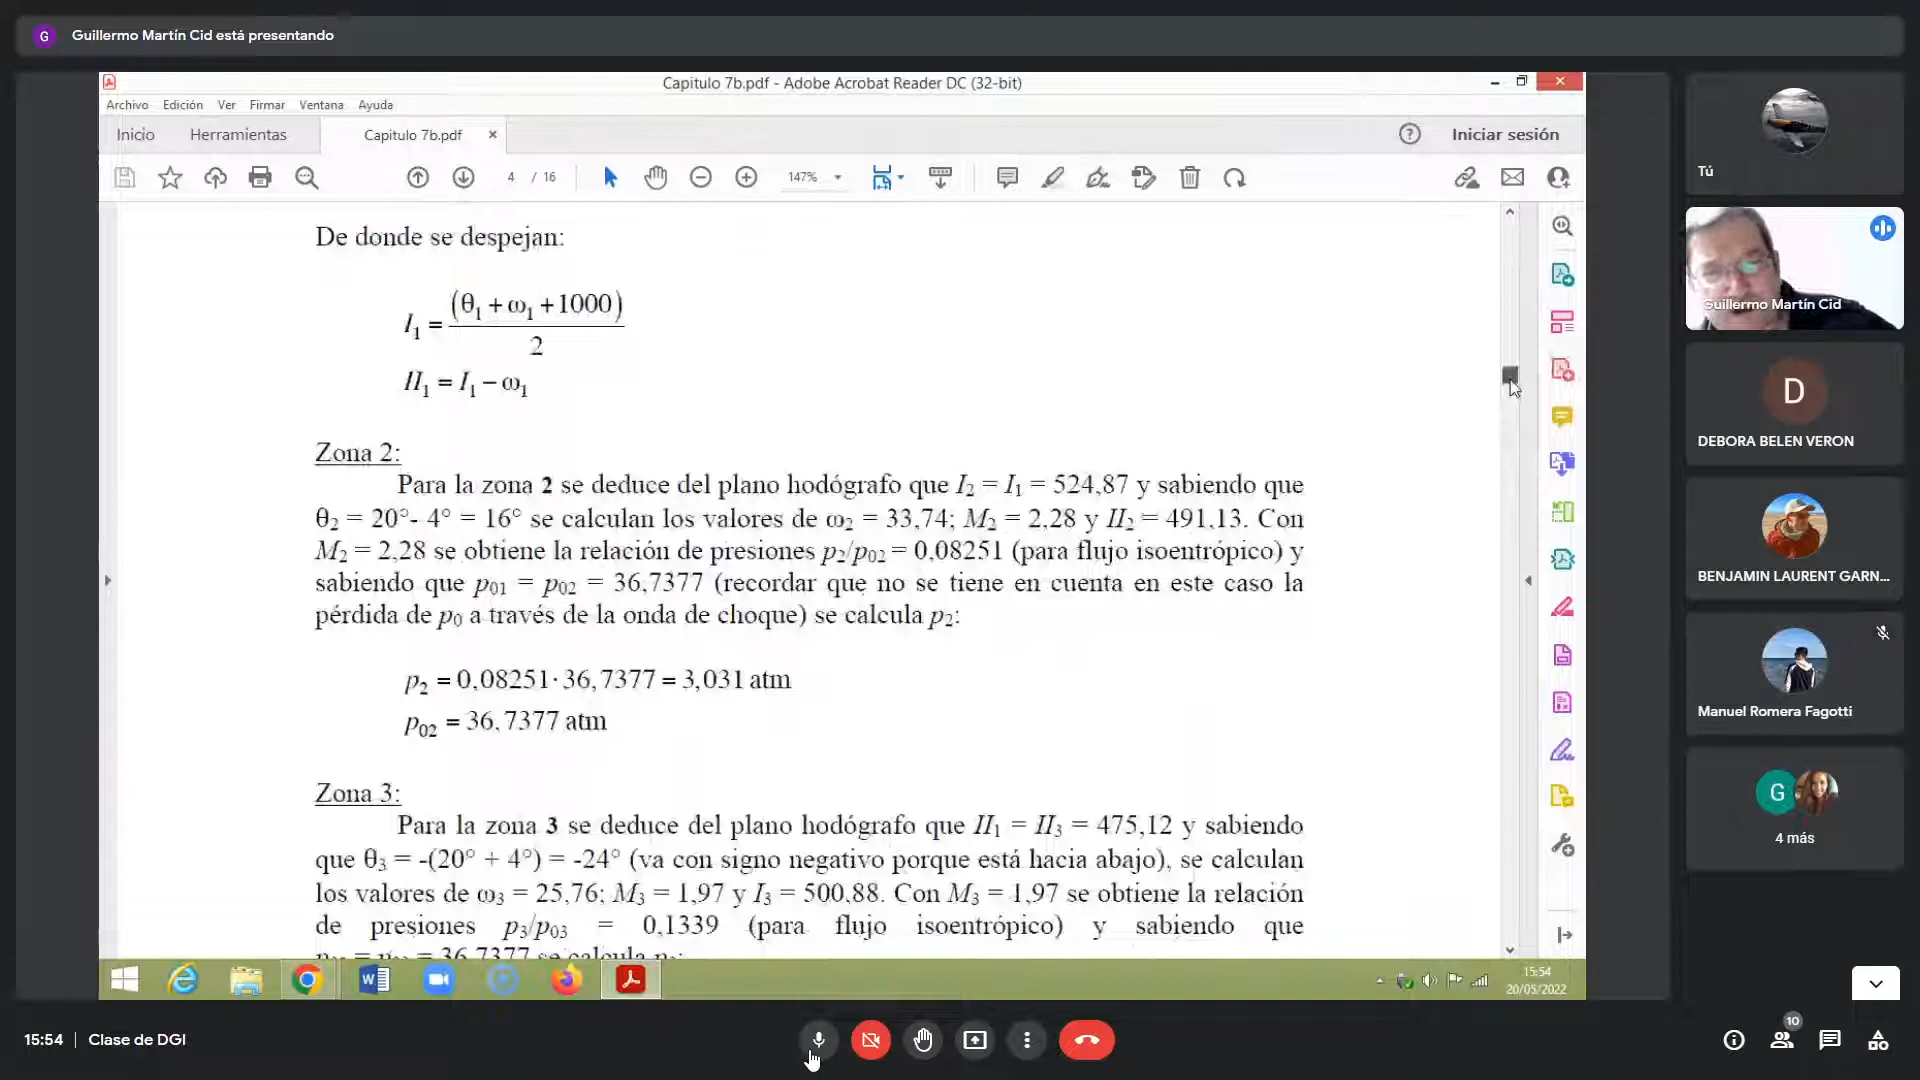 G Guillermo Martín Cid está presentando
Capitulo 7b.pdf - Adobe Acrobat Reader DC (32-bit)
Archivo Edición Ver Firmar Ventana Ayuda
Inicio Herramientas Capitulo 7b.pdf × Iniciar sesión
4 / 16 147%
De donde se despejan:
I₁ = (θ₁ + ω₁ + 1000) / 2
II₁ = I₁ − ω₁
Zona 2:
Para la zona 2 se deduce del plano hodógrafo que I₂ = I₁ = 524,87 y sabiendo que
θ₂ = 20°- 4° = 16° se calculan los valores de ω₂ = 33,74; M₂ = 2,28 y II₂ = 491,13. Con
M₂ = 2,28 se obtiene la relación de presiones p₂/p₀₂ = 0,08251 (para flujo isoentrópico) y
sabiendo que p₀₁ = p₀₂ = 36,7377 (recordar que no se tiene en cuenta en este caso la
pérdida de p₀ a través de la onda de choque) se calcula p₂:
p₂ = 0,08251 · 36,7377 = 3,031 atm
p₀₂ = 36,7377 atm
Zona 3:
Para la zona 3 se deduce del plano hodógrafo que II₁ = II₃ = 475,12 y sabiendo
que θ₃ = -(20° + 4°) = -24° (va con signo negativo porque está hacia abajo), se calculan
los valores de ω₃ = 25,76; M₃ = 1,97 y I₃ = 500,88. Con M₃ = 1,97 se obtiene la relación
de presiones p₃/p₀₃ = 0,1339 (para flujo isoentrópico) y sabiendo que
= 36,7377 se calcula
15:54
20/05/2022
Tú
Guillermo Martín Cid
D
DEBORA BELEN VERON
BENJAMIN LAURENT GARN...
Manuel Romera Fagotti
G
4 más
15:54 | Clase de DGI
10